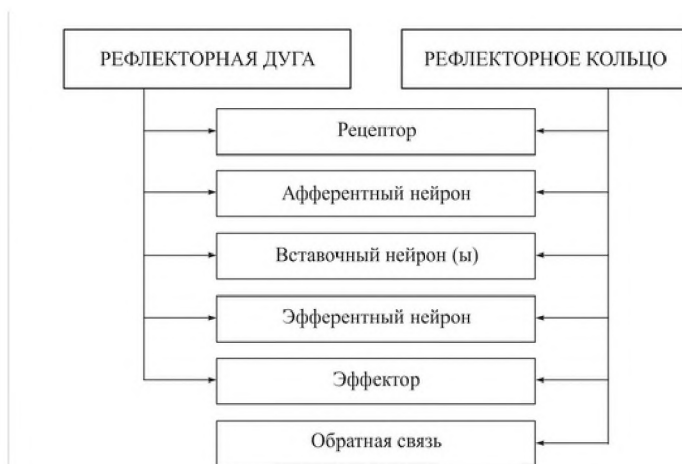 РЕФЛЕКТОРНАЯ ДУГА
РЕФЛЕКТОРНОЕ КОЛЬЦО
Рецептор
Афферентный нейрон
Вставочный нейрон (ы)
Эфферентный нейрон
Эффектор
Обратная связь